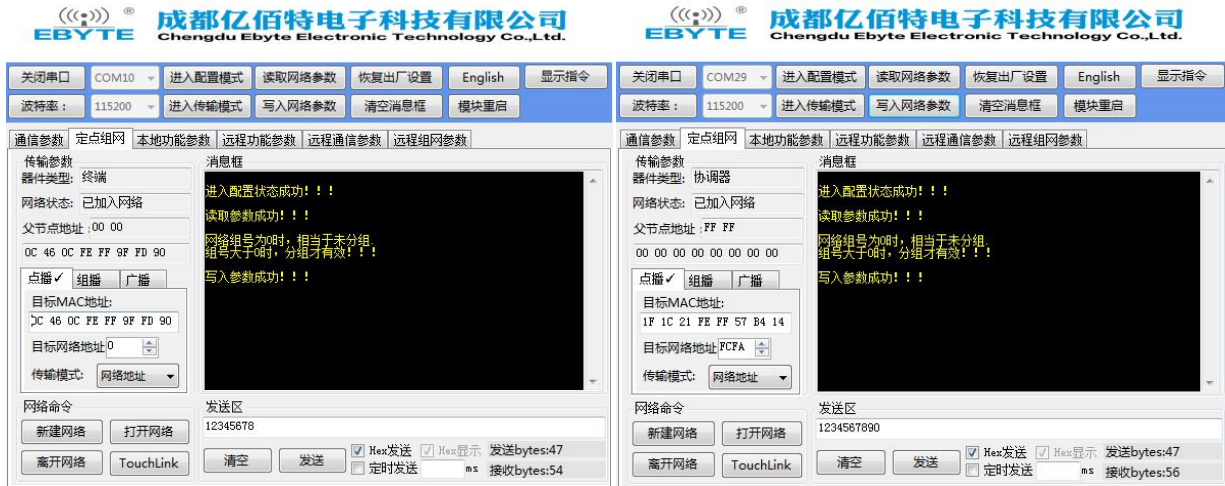 EBYTE ® 成都亿佰特电子科技有限公司
Chengdu Ebyte Electronic Technology Co.,Ltd.
关闭串口 COM10 进入配置模式 读取网络参数 恢复出厂设置 English 显示指令
波特率： 115200 进入传输模式 写入网络参数 清空消息框 模块重启
通信参数 定点组网 本地功能参数 远程功能参数 远程通信参数 远程组网参数
传输参数 消息框
器件类型: 终端
进入配置状态成功！！！
网络状态: 已加入网络
读取参数成功！！！
父节点地址: 00 00
网络组号为0时，相当于未分组,
组号大于0时，分组才有效！！！
0C 46 0C FE FF 9F FD 90
点播✓ 组播 广播
写入参数成功！！！
目标MAC地址:
0C 46 0C FE FF 9F FD 90
目标网络地址 0
传输模式: 网络地址
网络命令 发送区
新建网络 打开网络 12345678
离开网络 TouchLink 清空 发送 Hex发送 Hex显示 发送bytes:47
定时发送 ms 接收bytes:54
EBYTE ® 成都亿佰特电子科技有限公司
Chengdu Ebyte Electronic Technology Co.,Ltd.
关闭串口 COM29 进入配置模式 读取网络参数 恢复出厂设置 English 显示指令
波特率： 115200 进入传输模式 写入网络参数 清空消息框 模块重启
通信参数 定点组网 本地功能参数 远程功能参数 远程通信参数 远程组网参数
传输参数 消息框
器件类型: 协调器
进入配置状态成功！！！
网络状态: 已加入网络
读取参数成功！！！
父节点地址: FF FF
网络组号为0时，相当于未分组,
组号大于0时，分组才有效！！！
00 00 00 00 00 00 00 00
点播✓ 组播 广播
写入参数成功！！！
目标MAC地址:
1F 1C 21 FE FF 57 B4 14
目标网络地址 FCFA
传输模式: 网络地址
网络命令 发送区
新建网络 打开网络 1234567890
离开网络 TouchLink 清空 发送 Hex发送 Hex显示 发送bytes:47
定时发送 ms 接收bytes:56